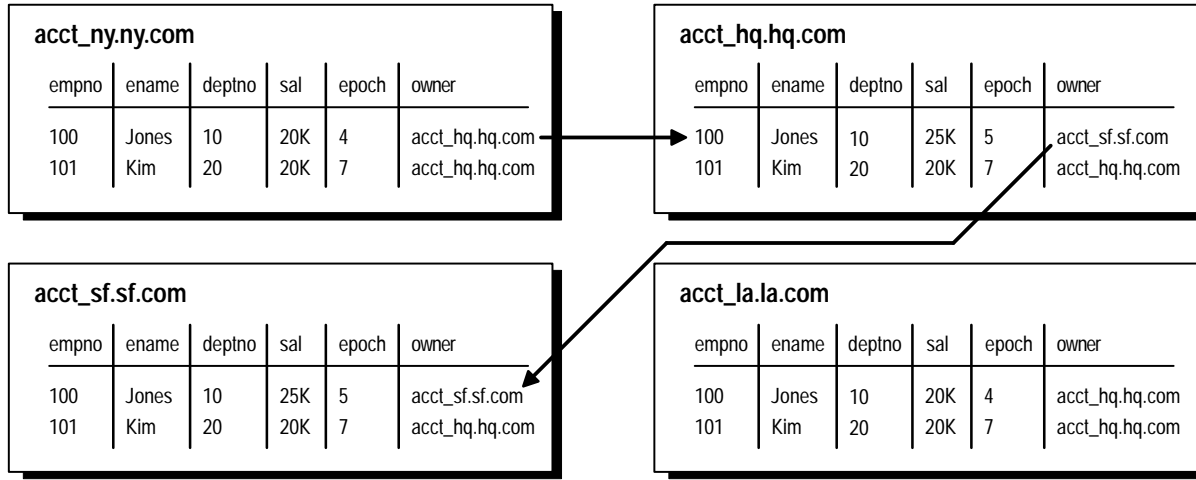 acct_ny.ny.com
empno ename deptno sal epoch owner
100 Jones 10 20K 4 acct_hq.hq.com
101 Kim 20 20K 7 acct_hq.hq.com
acct_hq.hq.com
empno ename deptno sal epoch owner
100 Jones 10 25K 5 acct_sf.sf.com
101 Kim 20 20K 7 acct_hq.hq.com
acct_sf.sf.com
empno ename deptno sal epoch owner
100 Jones 10 25K 5 acct_sf.sf.com
101 Kim 20 20K 7 acct_hq.hq.com
acct_la.la.com
empno ename deptno sal epoch owner
100 Jones 10 20K 4 acct_hq.hq.com
101 Kim 20 20K 7 acct_hq.hq.com